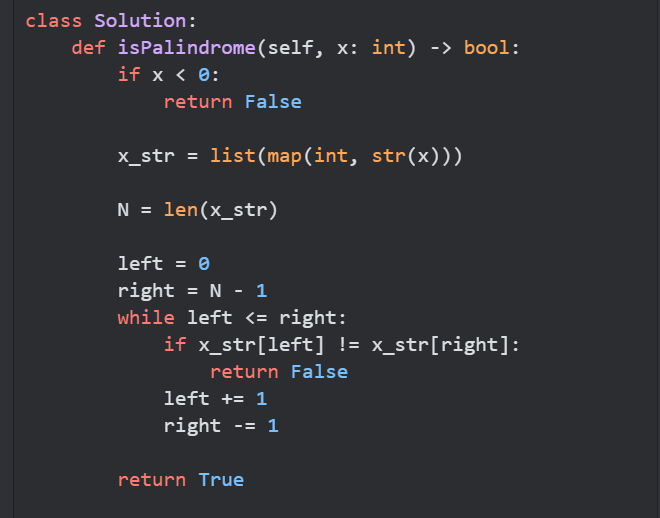 class Solution:
    def isPalindrome(self, x: int) -> bool:
        if x < 0:
            return False
        x_str = list(map(int, str(x)))
        N = len(x_str)
        left = 0
        right = N - 1
        while left <= right:
            if x_str[left] != x_str[right]:
                return False
            left += 1
            right -= 1
        return True